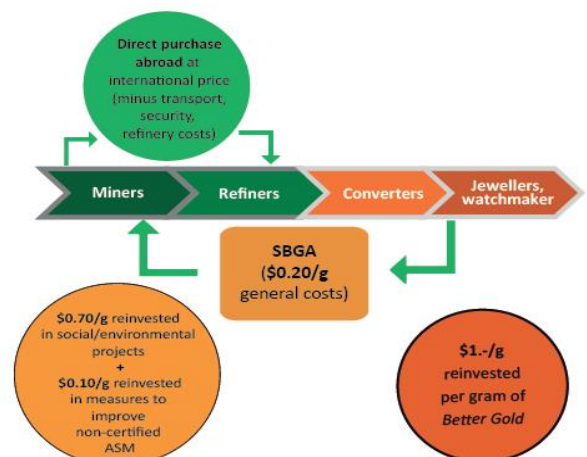 Direct purchase
abroad at
international price
(minus transport,
security,
refinery costs)
Miners
Refiners
Converters
Jewellers,
watchmaker
SBGA
($0.20/g
general costs)
$0.70/g reinvested
in social/environmental
projects
+
$0.10/g reinvested
in measures to
improve
non-certified
ASM
$1.-/g
reinvested
per gram of
Better Gold